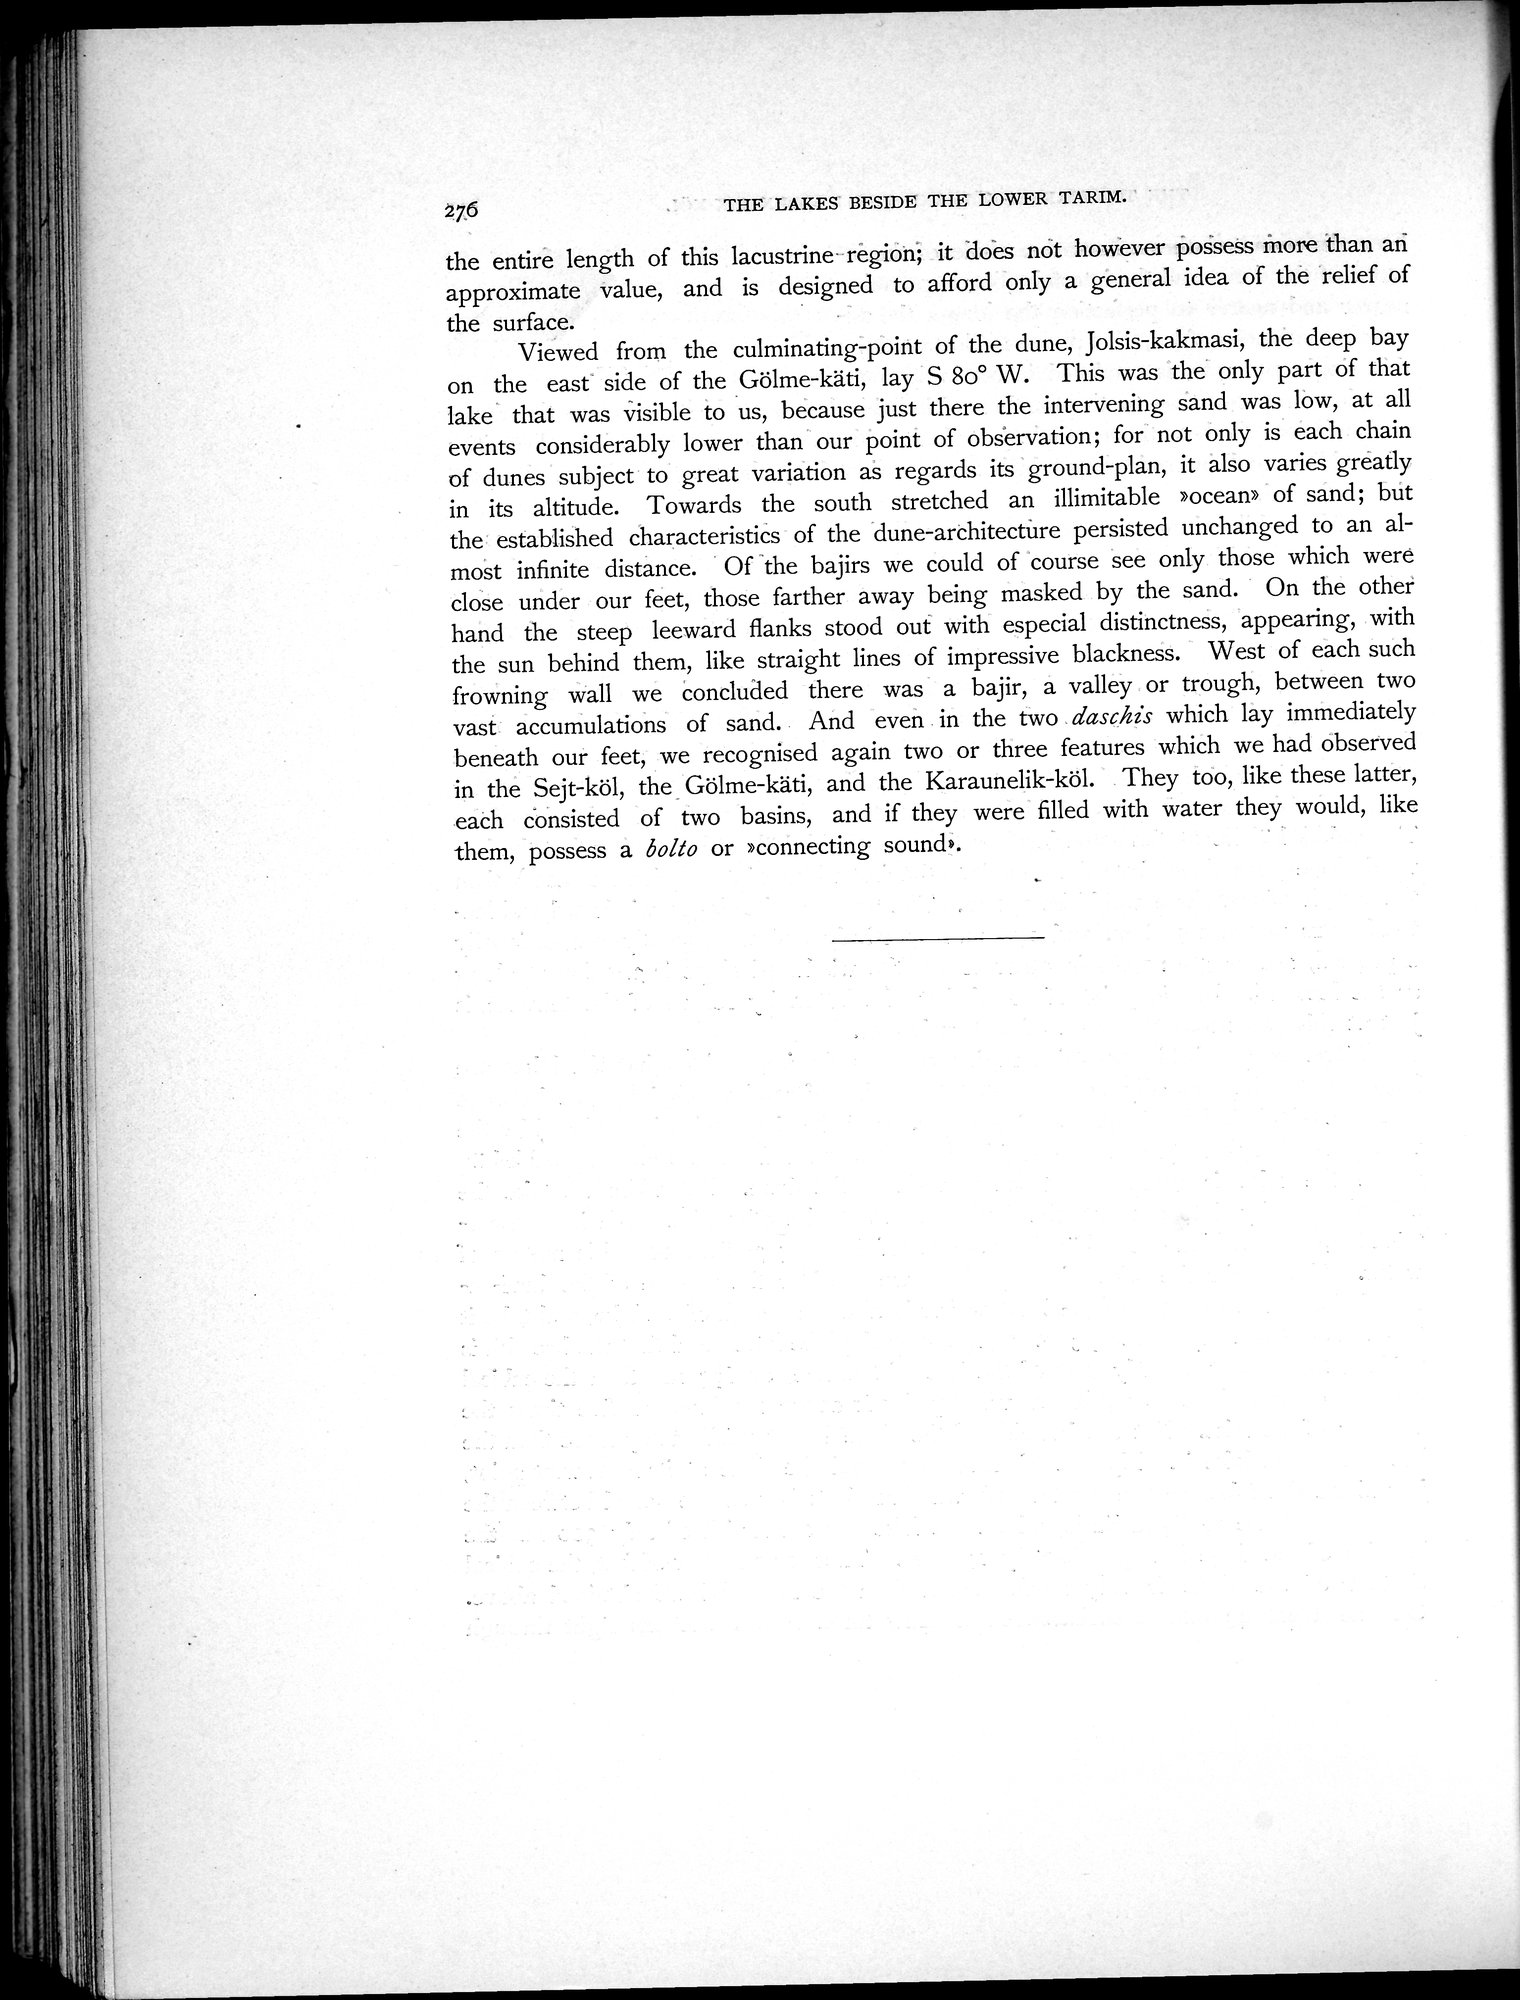 276 THE LAKES BESIDE THE LOWER TARIM.
the entire length of this lacustrine region; it does not however possess more than an
approximate value, and is designed to afford only a general idea of the relief of
the surface.
Viewed from the culminating-point of the dune, Jolsis-kakmasi, the deep bay
on the east side of the Gölme-käti, lay S 80° W. This was the only part of that
lake that was visible to us, because just there the intervening sand was low, at all
events considerably lower than our point of observation; for not only is each chain
of dunes subject to great variation as regards its ground-plan, it also varies greatly
in its altitude. Towards the south stretched an illimitable »ocean» of sand; but
the established characteristics of the dune-architecture persisted unchanged to an al-
most infinite distance. Of the bajirs we could of course see only those which were
close under our feet, those farther away being masked by the sand. On the other
hand the steep leeward flanks stood out with especial distinctness, appearing, with
the sun behind them, like straight lines of impressive blackness. West of each such
frowning wall we concluded there was a bajir, a valley or trough, between two
vast accumulations of sand. And even in the two daschis which lay immediately
beneath our feet, we recognised again two or three features which we had observed
in the Sejt-köl, the Gölme-käti, and the Karaunelik-köl. They too, like these latter,
each consisted of two basins, and if they were filled with water they would, like
them, possess a bolto or »connecting sound».